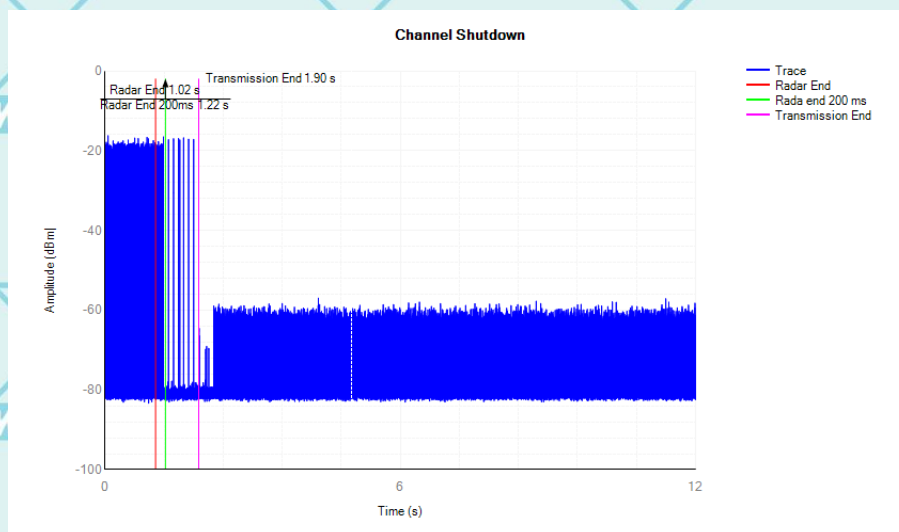 Channel Shutdown
0
Transmission End 1.90 s
Radar End 1.02 s
Radar End 200ms 1.22 s
-20
-40
-60
-80
-100
Amplitude [dBm]
0
6
12
Time (s)
Trace
Radar End
Rada end 200 ms
Transmission End